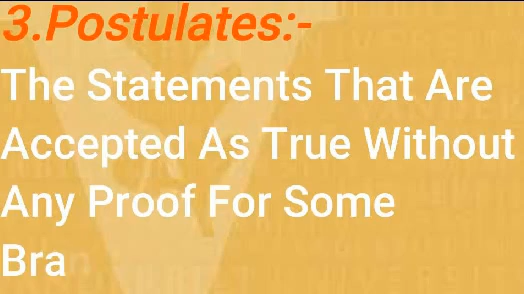 3.Postulates:-
The Statements That Are
Accepted As True Without
Any Proof For Some
Bra